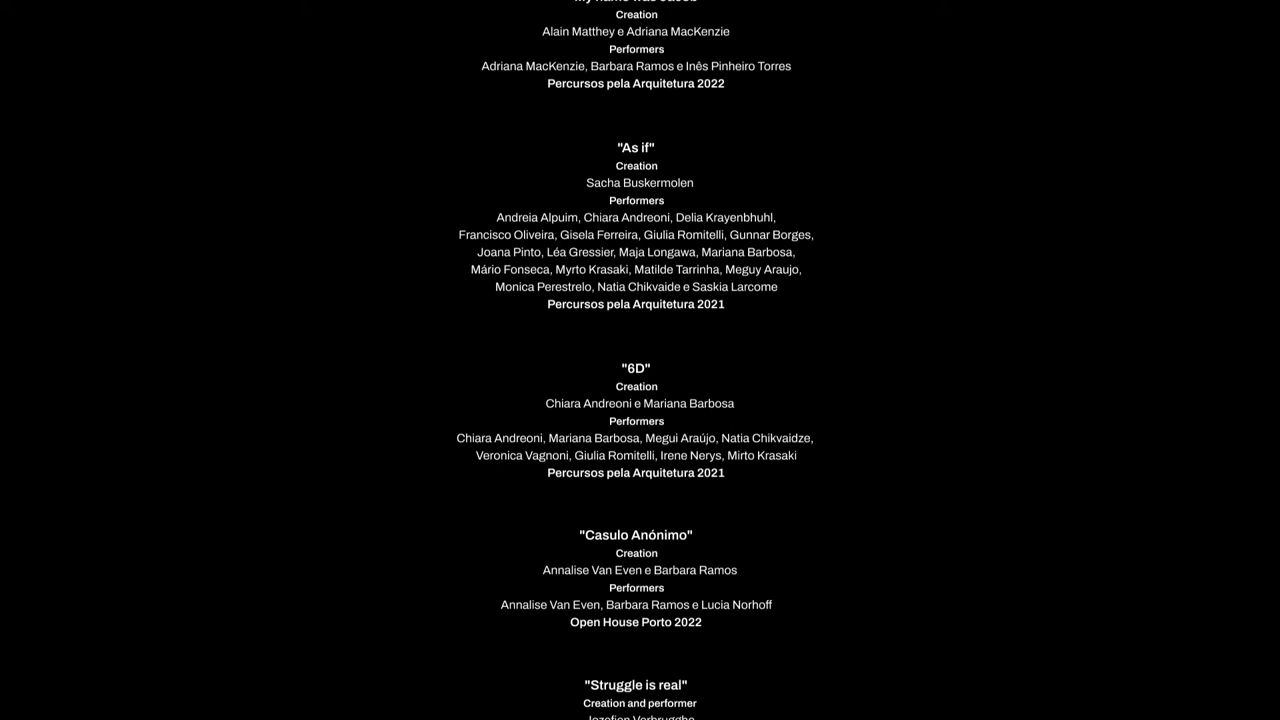 "My name was Jacob"
Creation
Alain Matthey e Adriana MacKenzie
Performers
Adriana MacKenzie, Barbara Ramos e Inês Pinheiro Torres
Percursos pela Arquitetura 2022
"As if"
Creation
Sacha Buskermolen
Performers
Andreia Alpuim, Chiara Andreoni, Delia Krayenbhuhl,
Francisco Oliveira, Gisela Ferreira, Giulia Romitelli, Gunnar Borges,
Joana Pinto, Léa Gressier, Maja Longawa, Mariana Barbosa,
Mário Fonseca, Myrto Krasaki, Matilde Tarrinha, Meguy Araujo,
Monica Perestrelo, Natia Chikvaide e Saskia Larcome
Percursos pela Arquitetura 2021
"6D"
Creation
Chiara Andreoni e Mariana Barbosa
Performers
Chiara Andreoni, Mariana Barbosa, Megui Araújo, Natia Chikvaidze,
Veronica Vagnoni, Giulia Romitelli, Irene Nerys, Mirto Krasaki
Percursos pela Arquitetura 2021
"Casulo Anónimo"
Creation
Annalise Van Even e Barbara Ramos
Performers
Annalise Van Even, Barbara Ramos e Lucia Norhoff
Open House Porto 2022
"Struggle is real"
Creation and performer